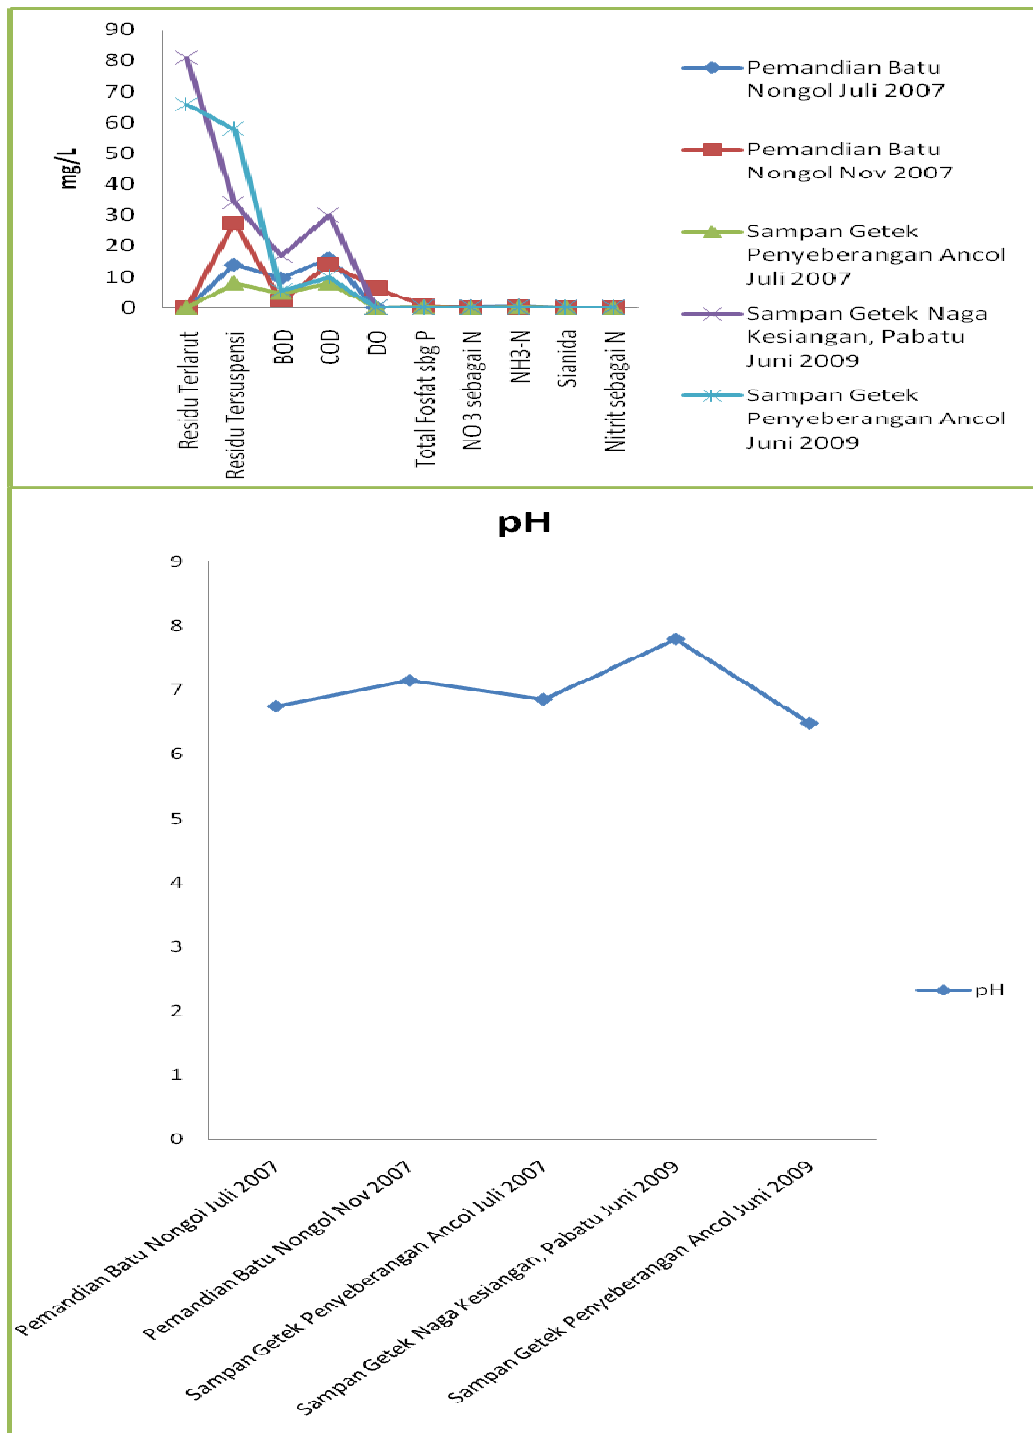 90
80
70
60
50
40
30
20
10
0
mg/L
Residu Terlarut
Residu Tersuspensi
BOD
COD
DO
Total Fosfat sbg P
NO3 sebagai N
NH3-N
Sianida
Nitrit sebagai N
Pemandian Batu
Nongol Juli 2007
Pemandian Batu
Nongol Nov 2007
Sampan Getek
Penyeberangan Ancol
Juli 2007
Sampan Getek Naga
Kesiangan, Pabatu
Juni 2009
Sampan Getek
Penyeberangan Ancol
Juni 2009
pH
9
8
7
6
5
4
3
2
1
0
Pemandian Batu Nongol Juli 2007
Pemandian Batu Nongol Nov 2007
Sampan Getek Penyeberangan Ancol Juli 2007
Sampan Getek Naga Kesiangan, Pabatu Juni 2009
Sampan Getek Penyeberangan Ancol Juni 2009
pH